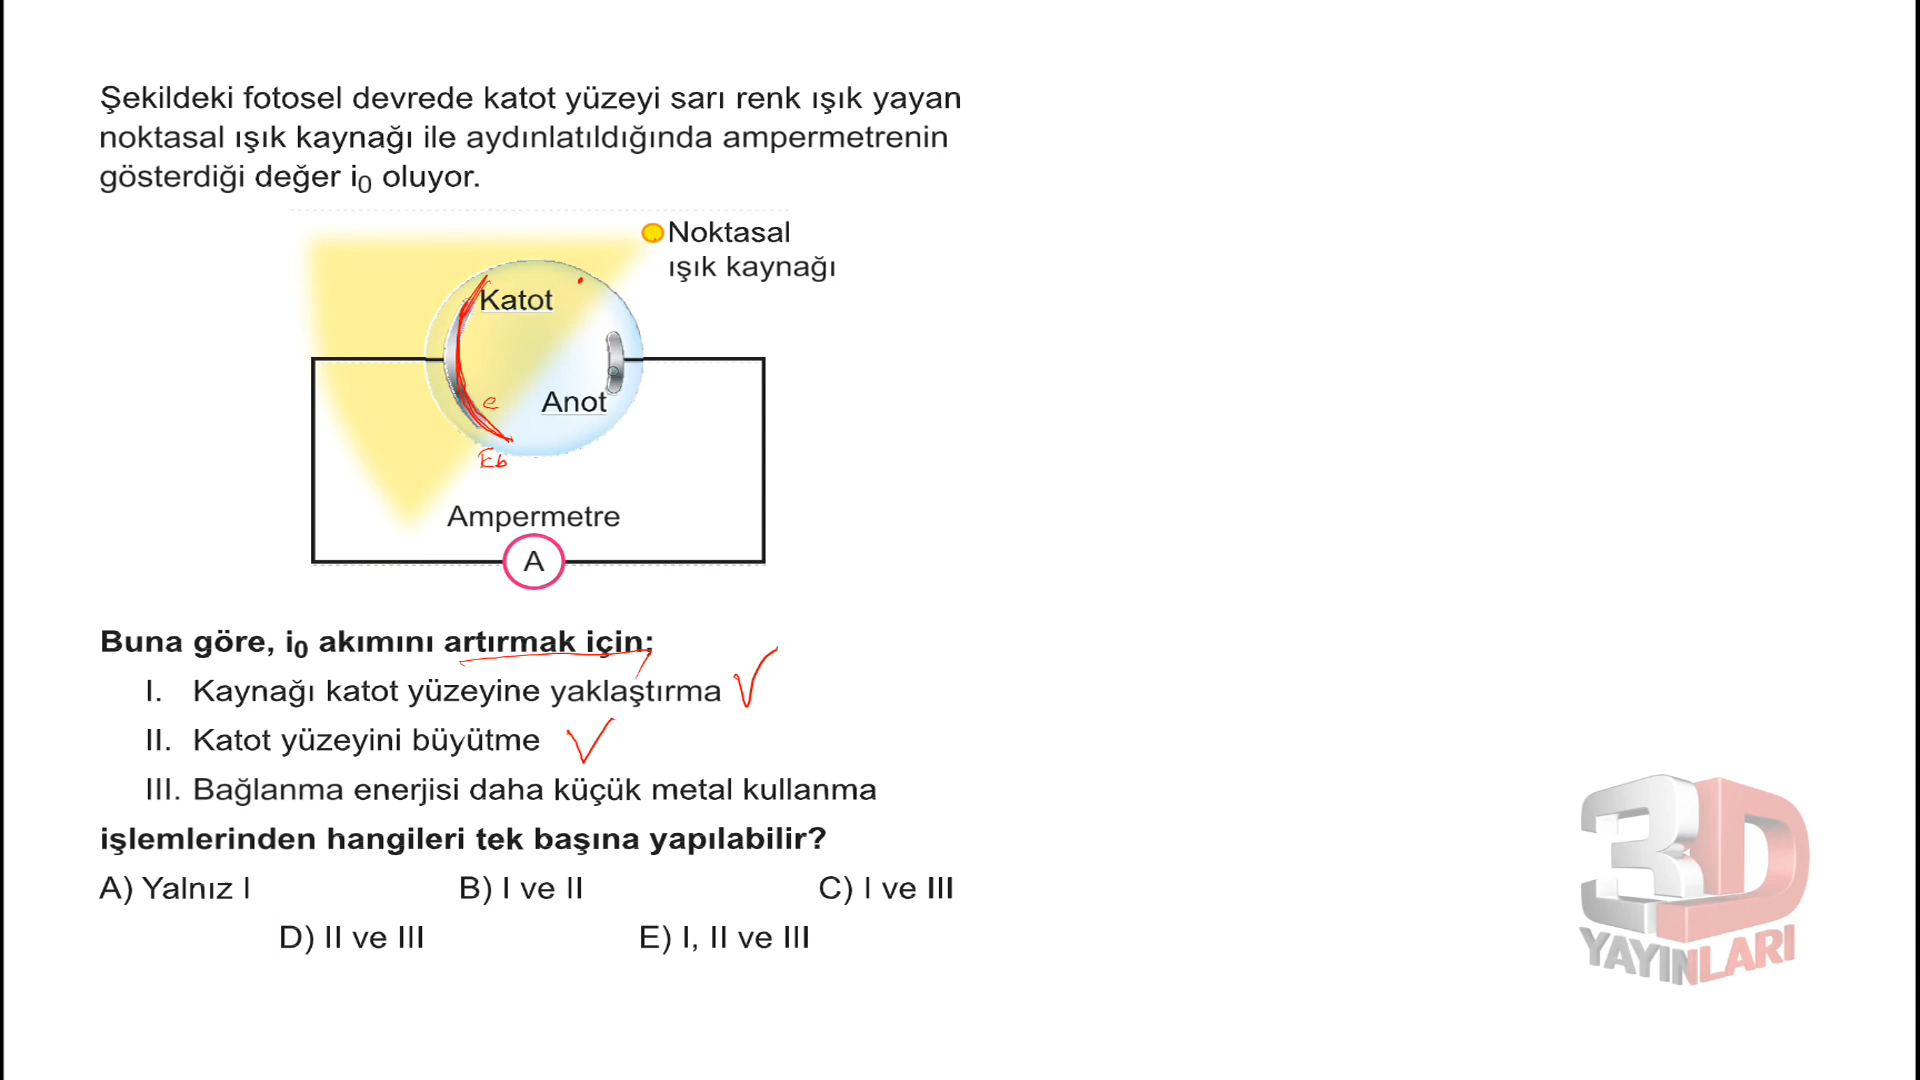 Şekildeki fotosel devrede katot yüzeyi sarı renk ışık yayan
noktasal ışık kaynağı ile aydınlatıldığında ampermetrenin
gösterdiği değer i₀ oluyor.
Noktasal
ışık kaynağı
Katot
e
Anot
Eb
Ampermetre
A
Buna göre, i₀ akımını artırmak için;
I. Kaynağı katot yüzeyine yaklaştırma
II. Katot yüzeyini büyütme
III. Bağlanma enerjisi daha küçük metal kullanma
işlemlerinden hangileri tek başına yapılabilir?
A) Yalnız I B) I ve II C) I ve III
D) II ve III E) I, II ve III
3D
YAYINLARI